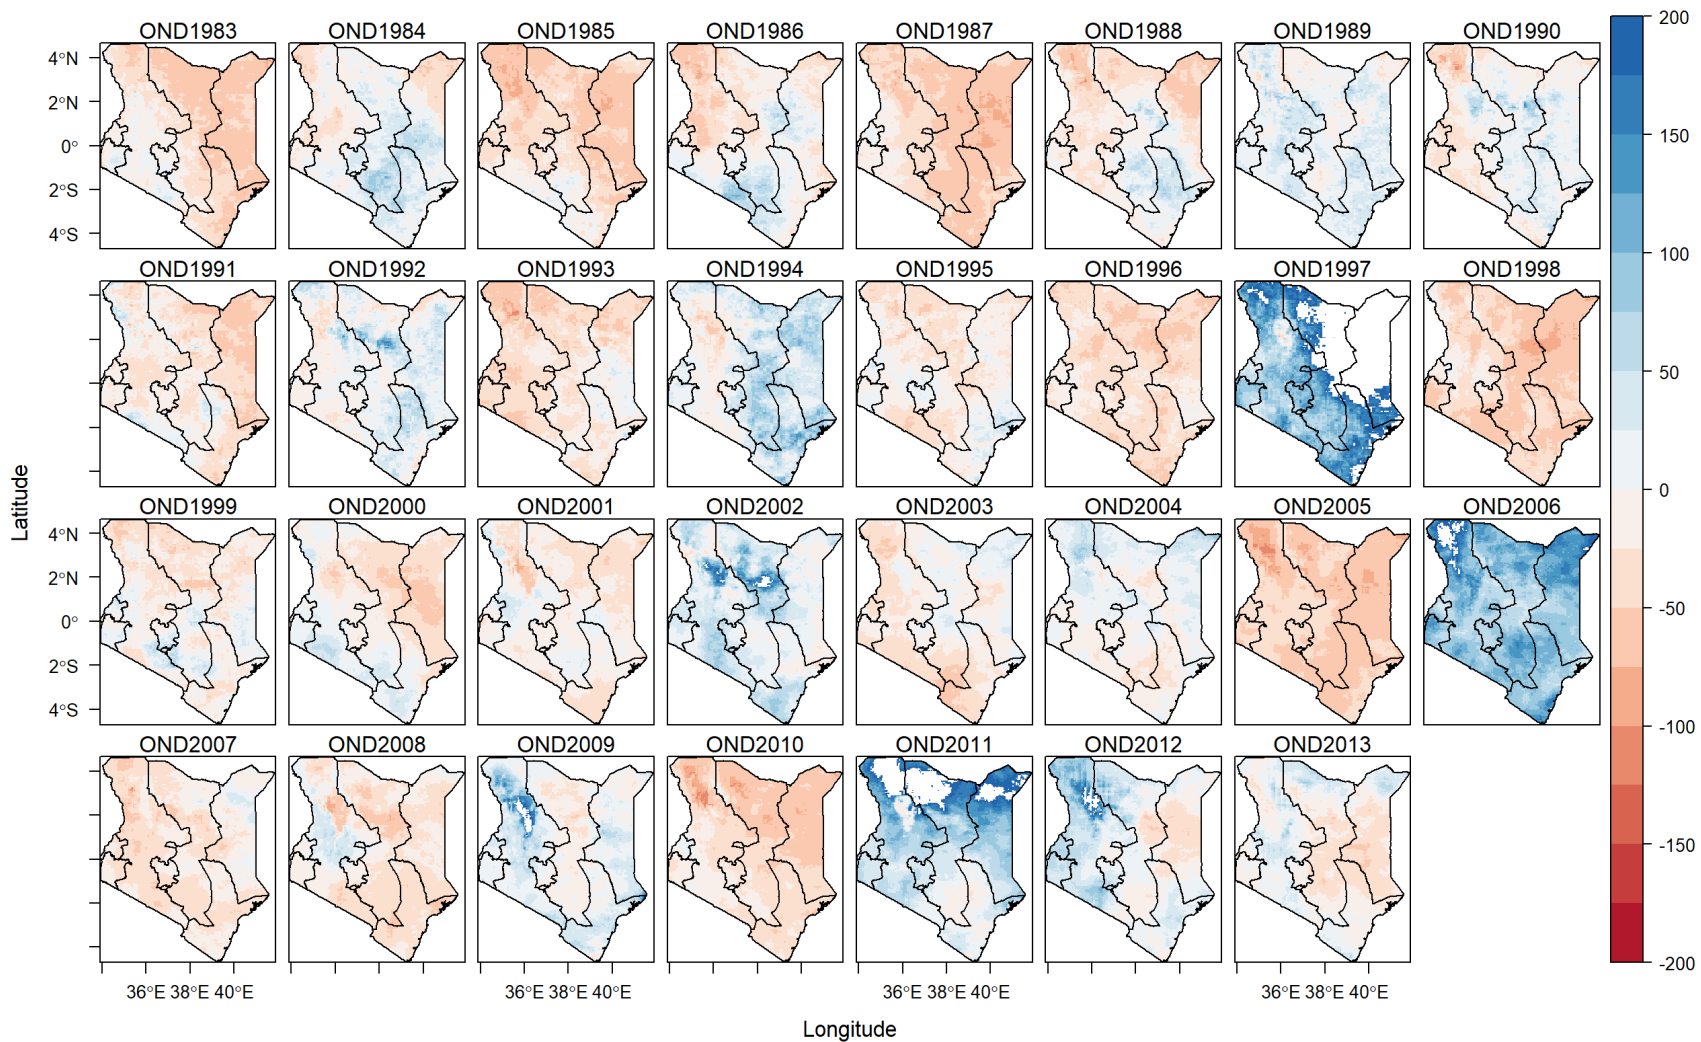 OND1983 OND1984 OND1985 OND1986 OND1987 OND1988 OND1989 OND1990
OND1991 OND1992 OND1993 OND1994 OND1995 OND1996 OND1997 OND1998
OND1999 OND2000 OND2001 OND2002 OND2003 OND2004 OND2005 OND2006
OND2007 OND2008 OND2009 OND2010 OND2011 OND2012 OND2013
4°N
2°N
0°
2°S
4°S
4°N
2°N
0°
2°S
4°S
Latitude
36°E 38°E 40°E 36°E 38°E 40°E 36°E 38°E 40°E 36°E 38°E 40°E
Longitude
200
150
100
50
0
-50
-100
-150
-200